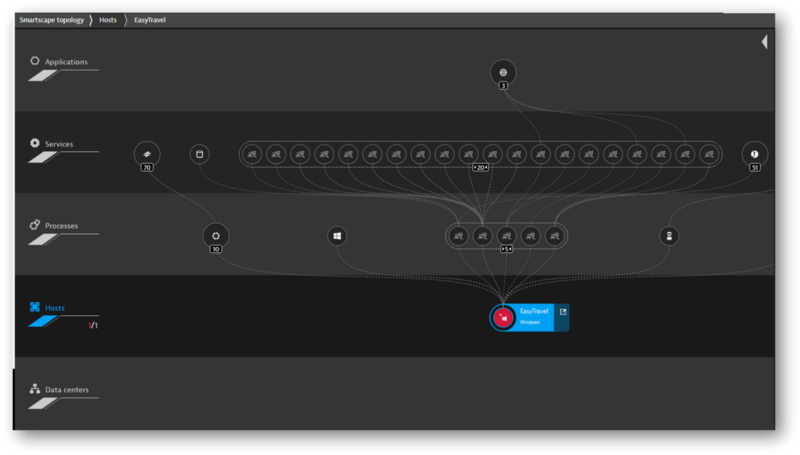 Smartscape topology
Hosts
EasyTravel
Applications
3
Services
70
20
51
Processes
10
5
Hosts
1/1
EasyTravel
Windows
Data centers